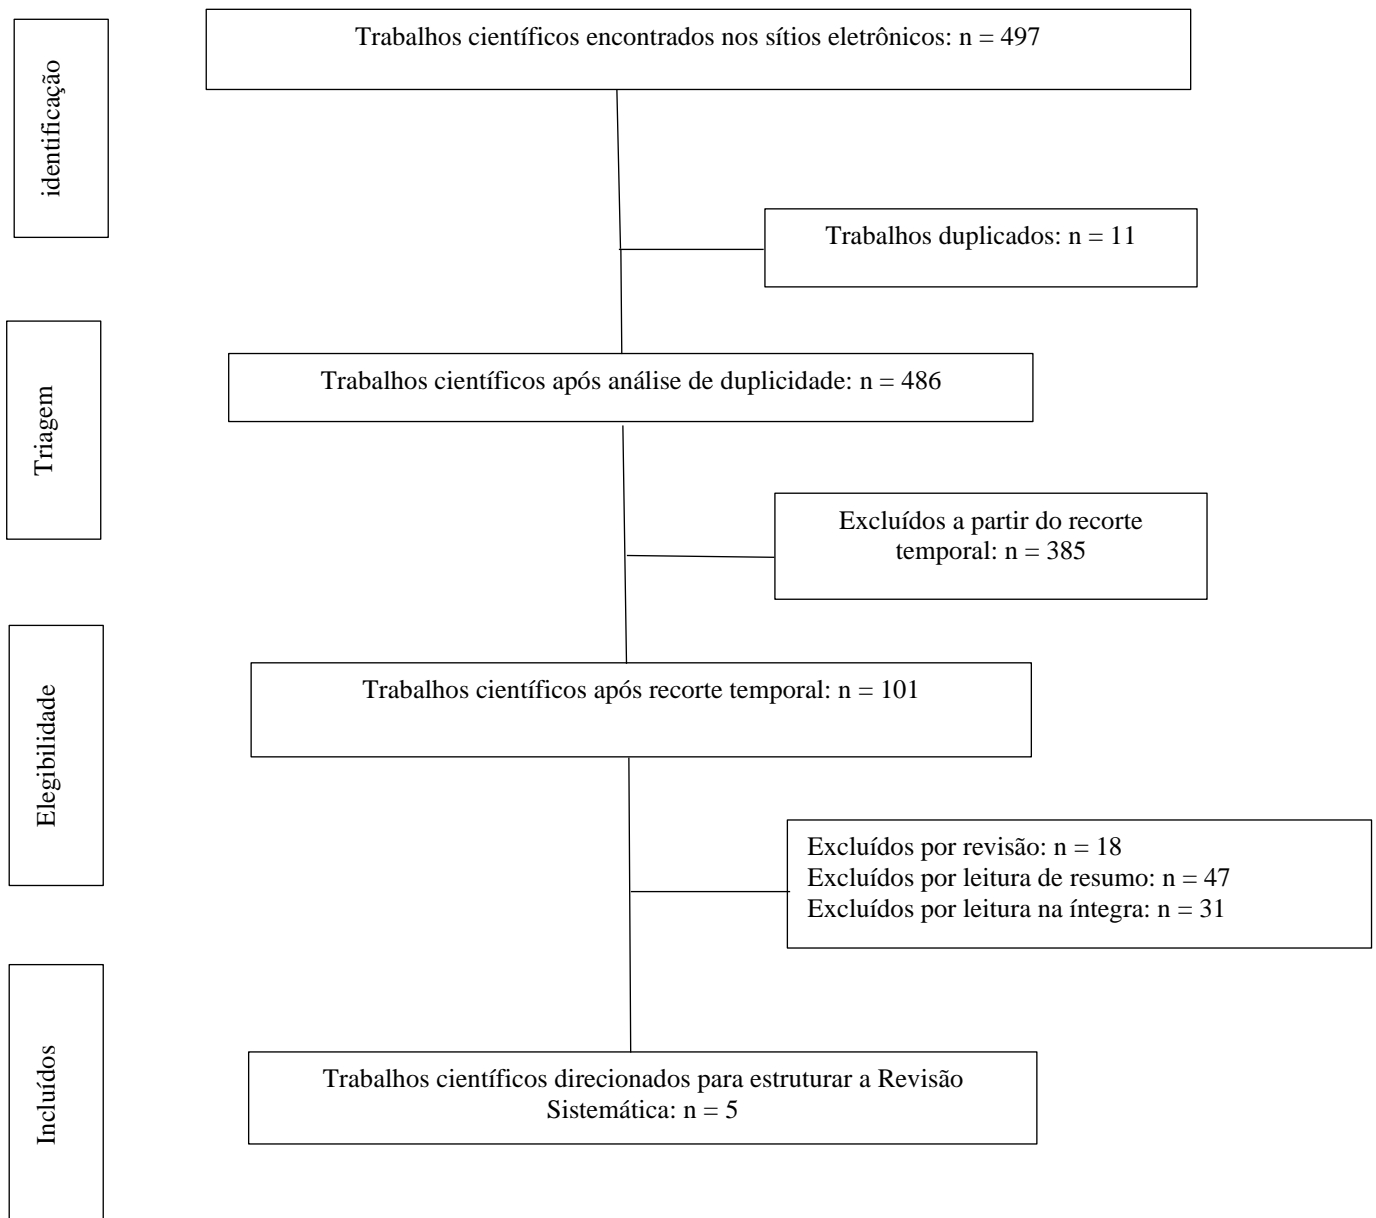 identificação
Trabalhos científicos encontrados nos sítios eletrônicos: n = 497
Trabalhos duplicados: n = 11
Triagem
Trabalhos científicos após análise de duplicidade: n = 486
Excluídos a partir do recorte
temporal: n = 385
Elegibilidade
Trabalhos científicos após recorte temporal: n = 101
Excluídos por revisão: n = 18
Excluídos por leitura de resumo: n = 47
Excluídos por leitura na íntegra: n = 31
Incluídos
Trabalhos científicos direcionados para estruturar a Revisão
Sistemática: n = 5